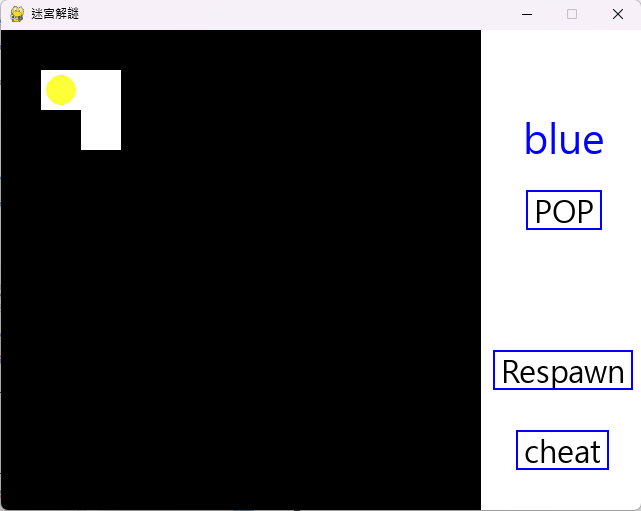 迷宮解謎
blue
POP
Respawn
cheat